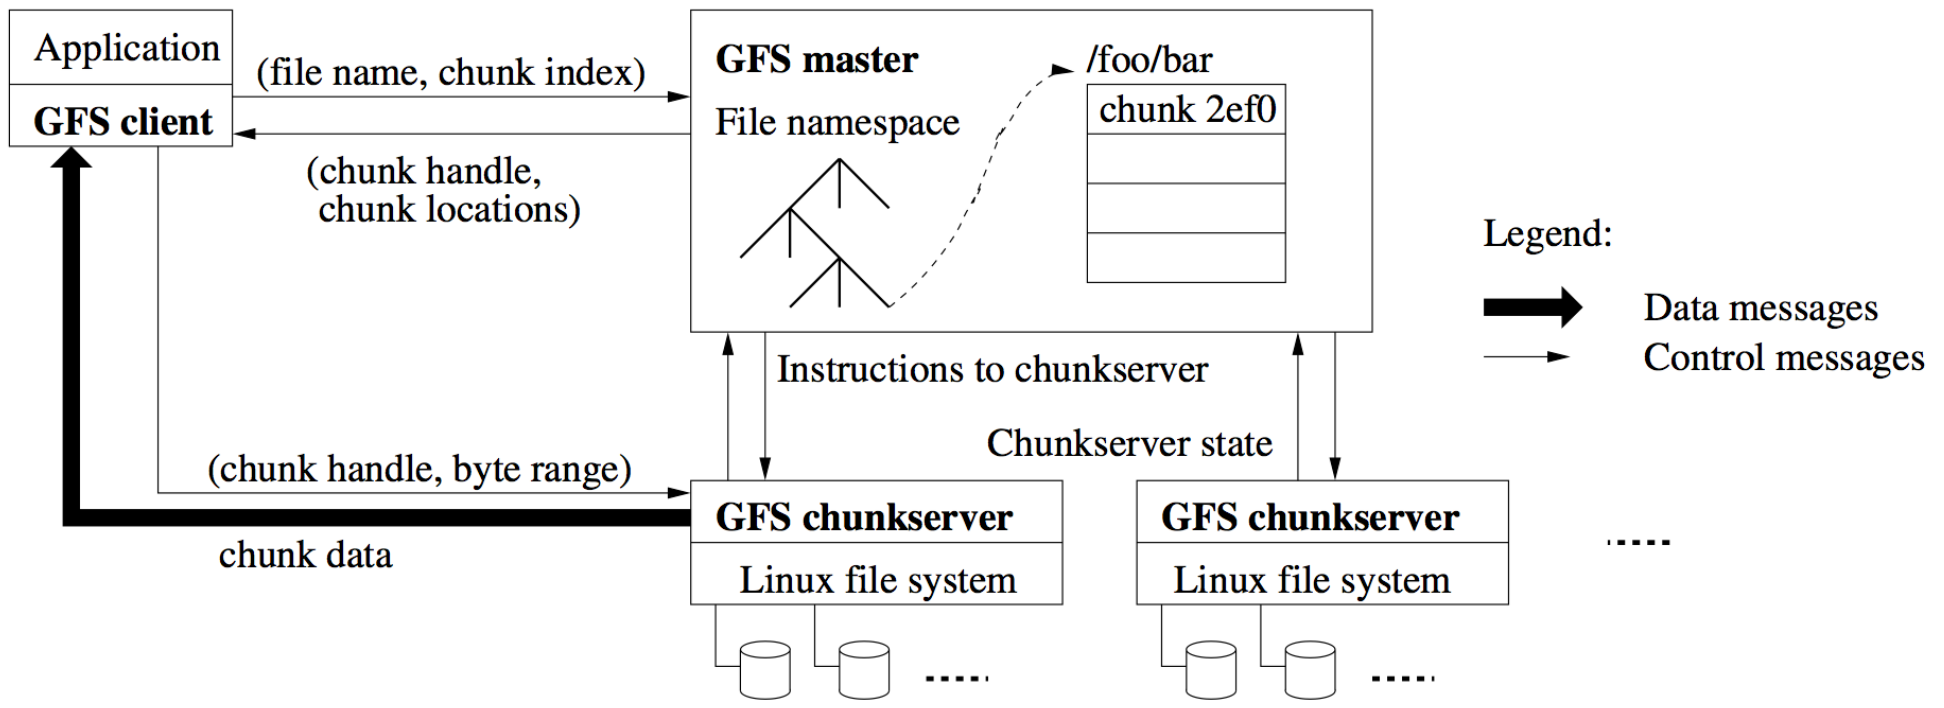 Application
GFS client
(file name, chunk index)
(chunk handle,
chunk locations)
GFS master
File namespace
/foo/bar
chunk 2ef0
Legend:
Data messages
Control messages
Instructions to chunkserver
Chunkserver state
(chunk handle, byte range)
chunk data
GFS chunkserver
Linux file system
GFS chunkserver
Linux file system